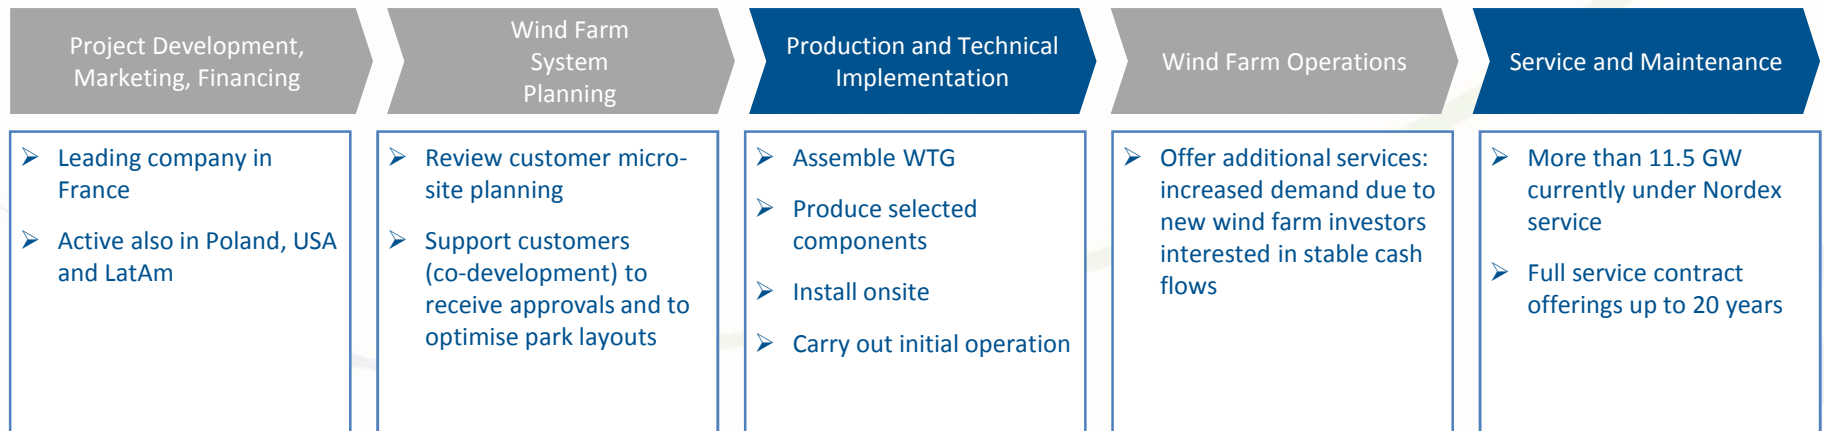 Project Development,
Marketing, Financing
Wind Farm
System
Planning
Production and Technical
Implementation
Wind Farm Operations
Service and Maintenance
➢ Leading company in
France
➢ Active also in Poland, USA
and LatAm
➢ Review customer micro-
site planning
➢ Support customers
(co-development) to
receive approvals and to
optimise park layouts
➢ Assemble WTG
➢ Produce selected
components
➢ Install onsite
➢ Carry out initial operation
➢ Offer additional services:
increased demand due to
new wind farm investors
interested in stable cash
flows
➢ More than 11.5 GW
currently under Nordex
service
➢ Full service contract
offerings up to 20 years